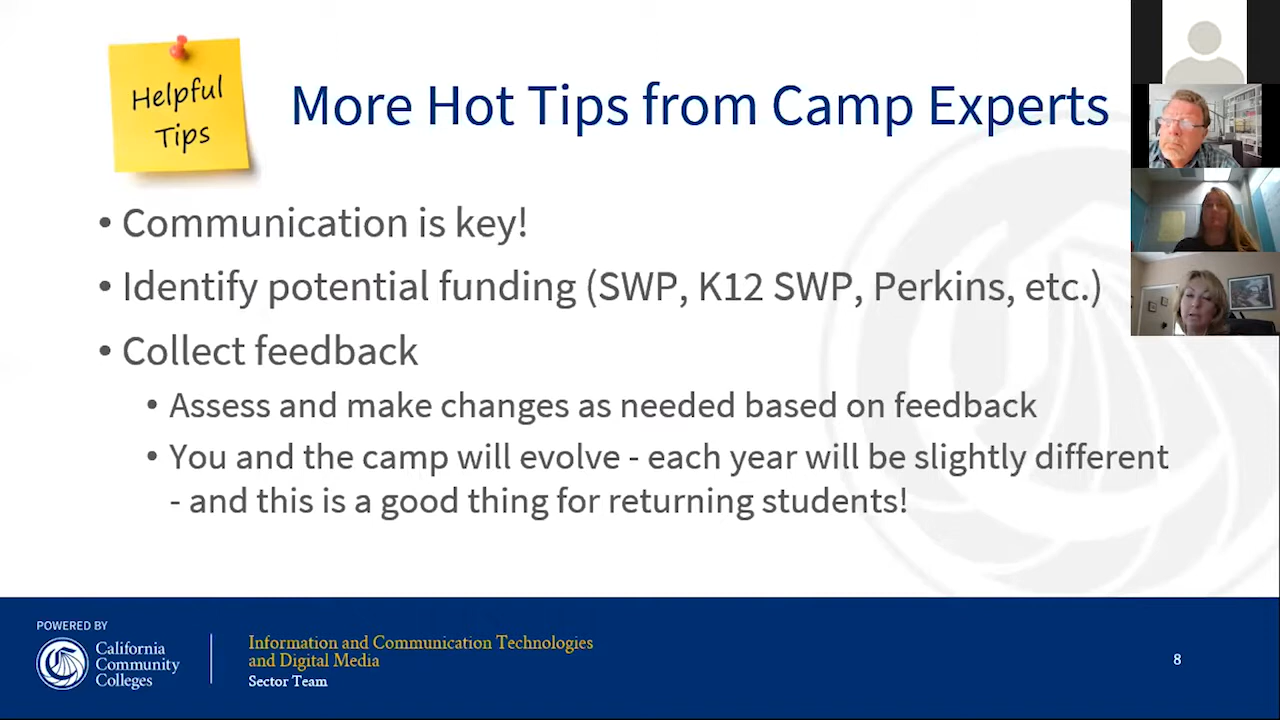 Helpful
Tips
More Hot Tips from Camp Experts
• Communication is key!
• Identify potential funding (SWP, K12 SWP, Perkins, etc.)
• Collect feedback
• Assess and make changes as needed based on feedback
• You and the camp will evolve - each year will be slightly different
- and this is a good thing for returning students!
POWERED BY
California
Community
Colleges
Information and Communication Technologies
and Digital Media
Sector Team
8